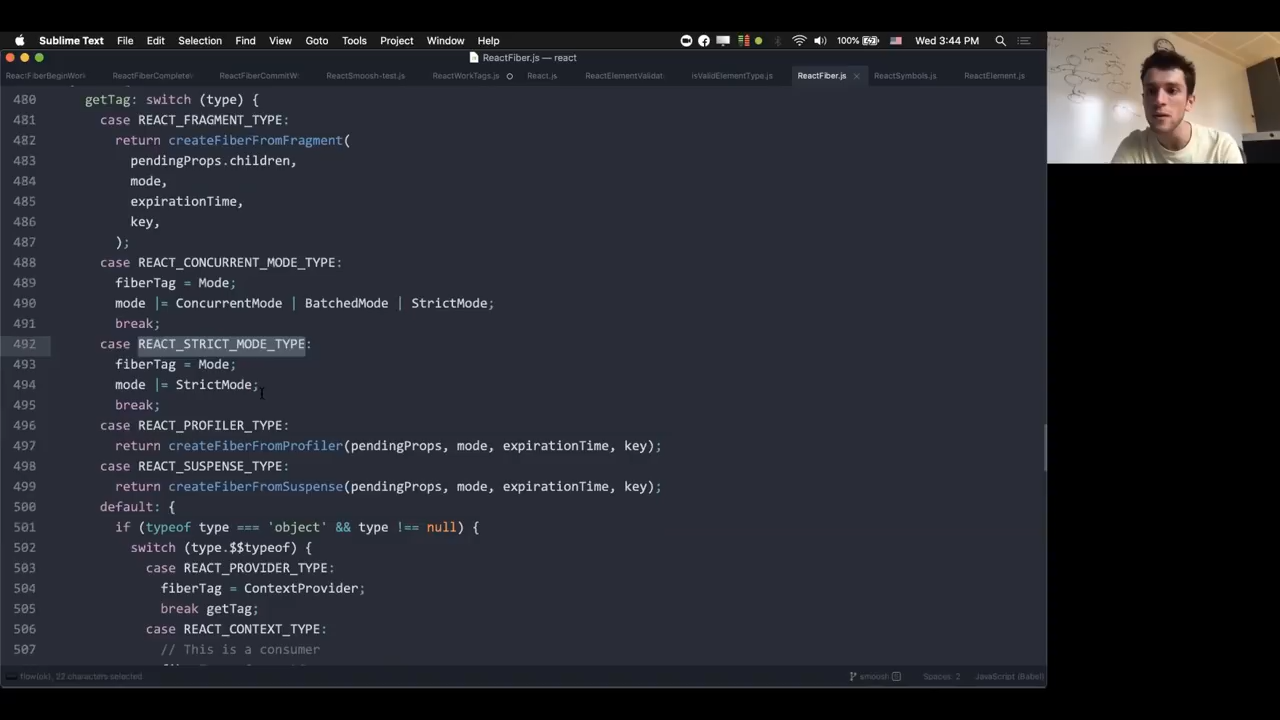 Sublime Text File Edit Selection Find View Goto Tools Project Window Help 100% Wed 3:44 PM
ReactFiber.js — react
ReactFiberBeginWork ReactFiberComplete ReactFiberCommitW ReactSmoosh-test.js ReactWorkTags.js React.js ReactElementValidat isValidElementType.js ReactFiber.js ReactSymbols.js ReactElement.js
480 getTag: switch (type) {
481 case REACT_FRAGMENT_TYPE:
482 return createFiberFromFragment(
483 pendingProps.children,
484 mode,
485 expirationTime,
486 key,
487 );
488 case REACT_CONCURRENT_MODE_TYPE:
489 fiberTag = Mode;
490 mode |= ConcurrentMode | BatchedMode | StrictMode;
491 break;
492 case REACT_STRICT_MODE_TYPE:
493 fiberTag = Mode;
494 mode |= StrictMode;
495 break;
496 case REACT_PROFILER_TYPE:
497 return createFiberFromProfiler(pendingProps, mode, expirationTime, key);
498 case REACT_SUSPENSE_TYPE:
499 return createFiberFromSuspense(pendingProps, mode, expirationTime, key);
500 default: {
501 if (typeof type === 'object' && type !== null) {
502 switch (type.$$typeof) {
503 case REACT_PROVIDER_TYPE:
504 fiberTag = ContextProvider;
505 break getTag;
506 case REACT_CONTEXT_TYPE:
507 // This is a consumer
flow(ok), 22 characters selected smoosh Spaces: 2 JavaScript (Babel)